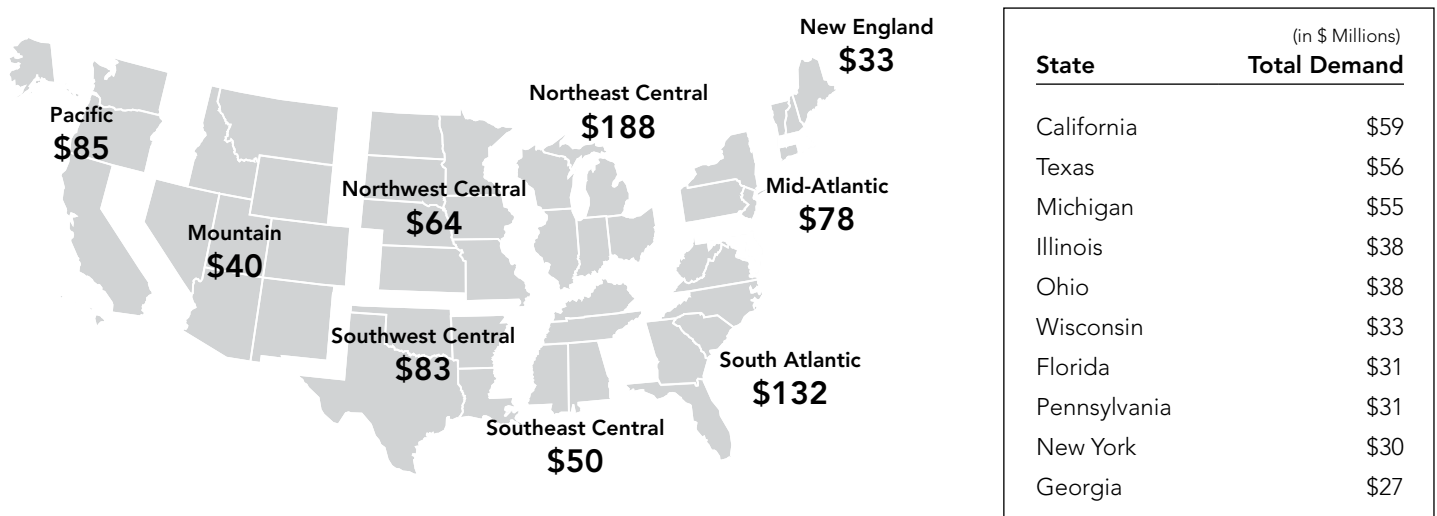 New England
$33
Northeast Central
$188
Pacific
$85
Mid-Atlantic
$78
Northwest Central
$64
Mountain
$40
Southwest Central
$83
South Atlantic
$132
Southeast Central
$50
(in $ Millions)
State Total Demand
California $59
Texas $56
Michigan $55
Illinois $38
Ohio $38
Wisconsin $33
Florida $31
Pennsylvania $31
New York $30
Georgia $27